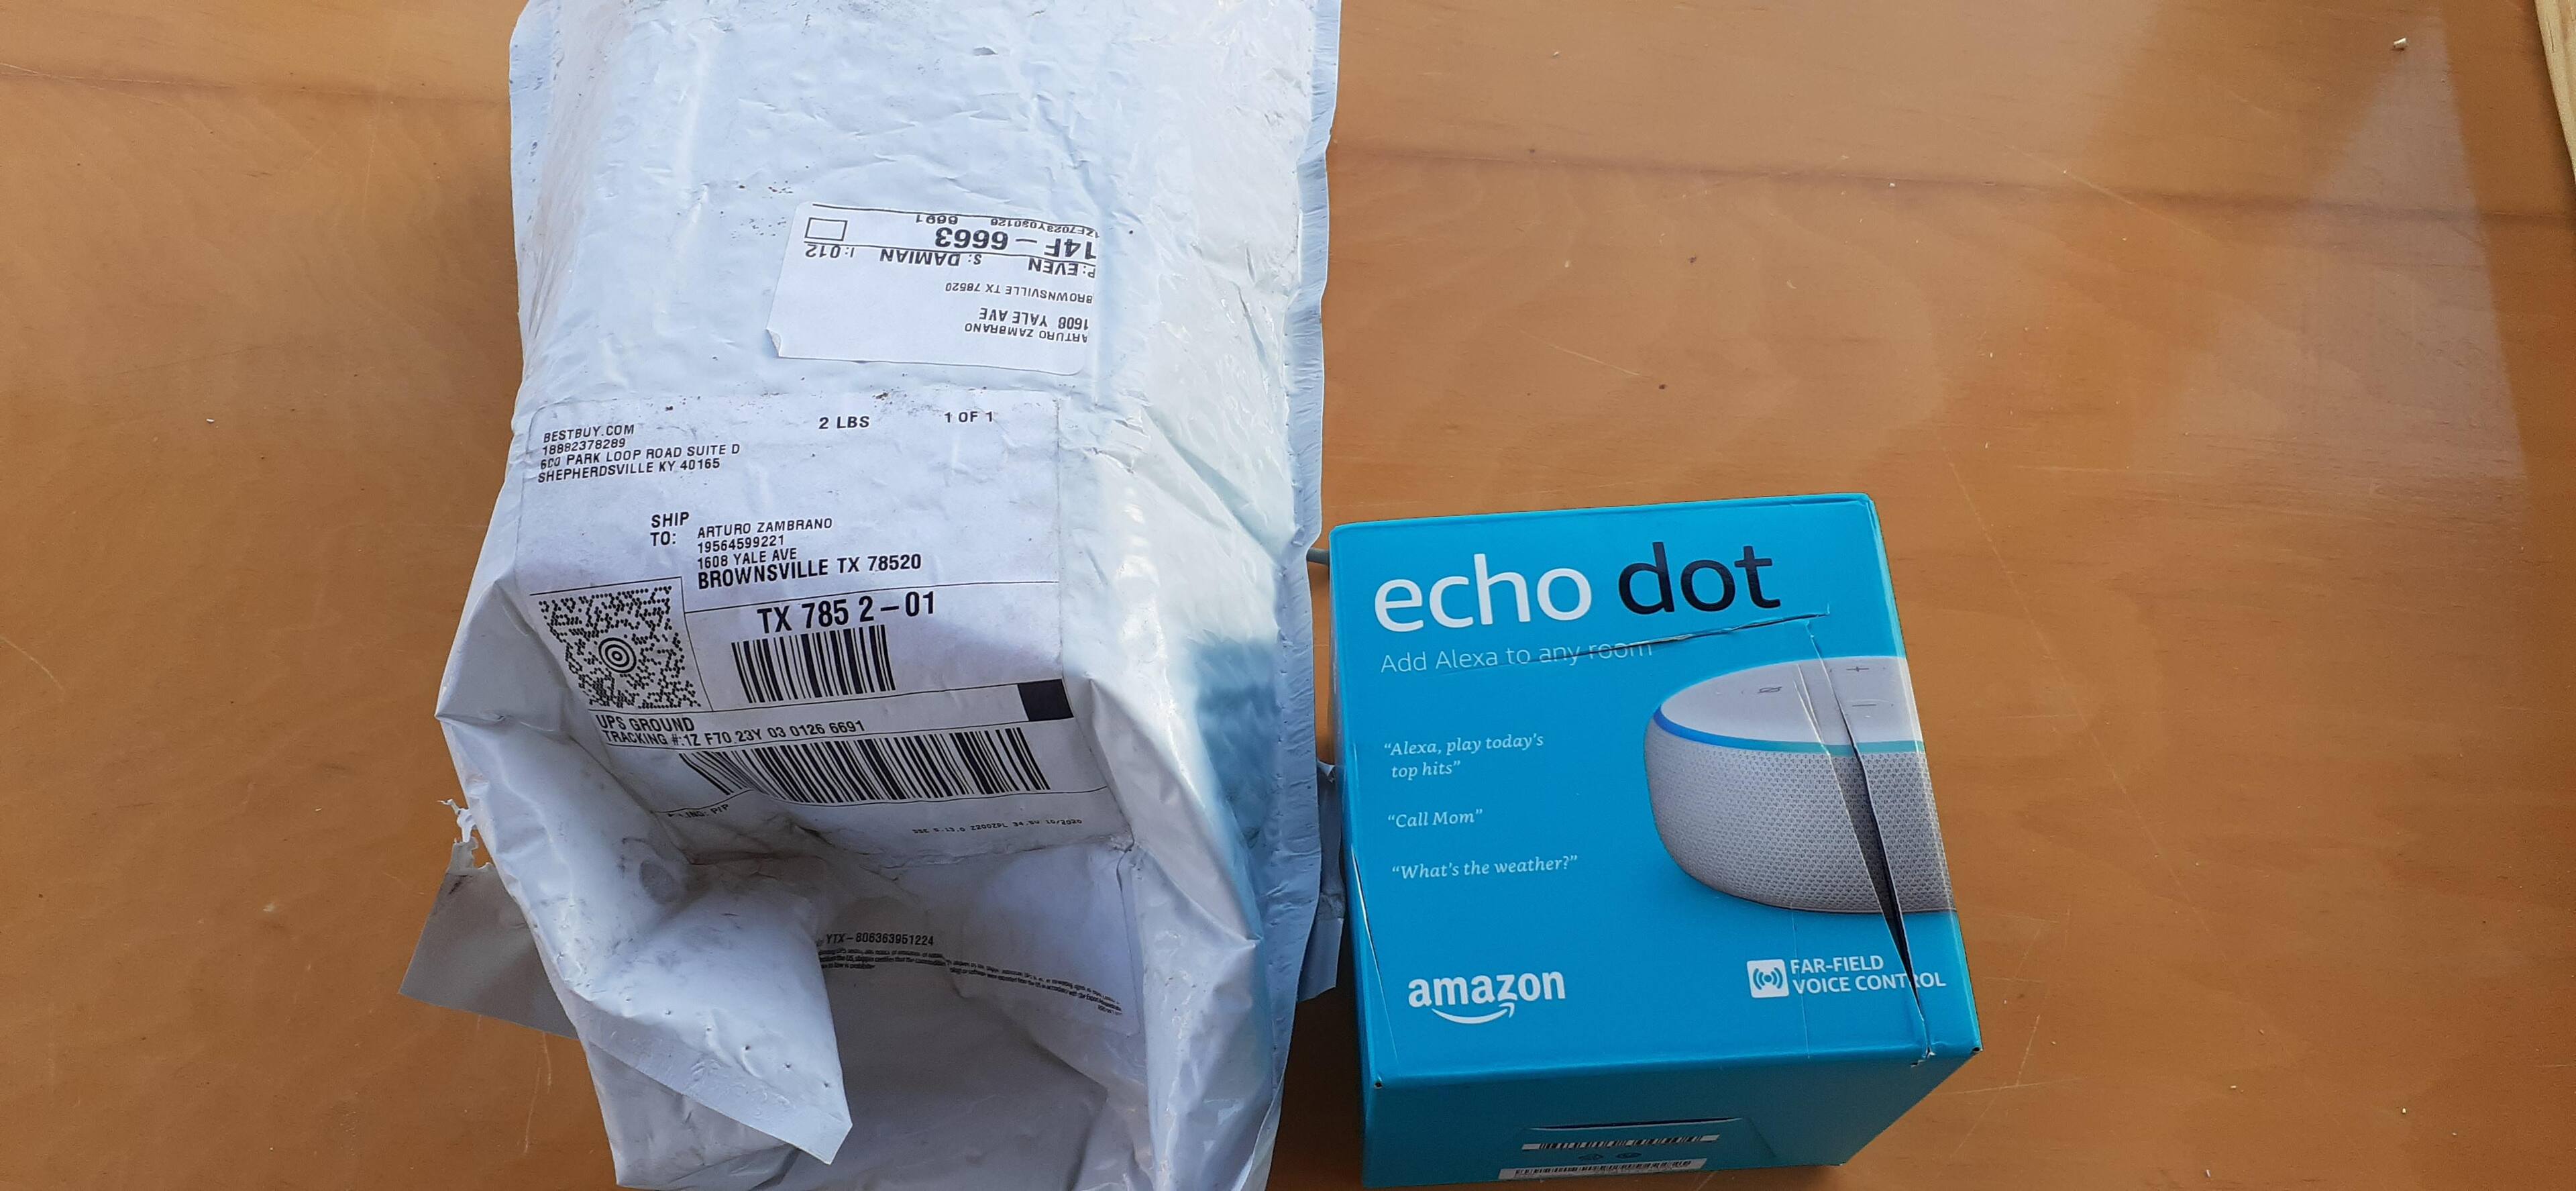 1ZF7023Y030126 6691
14F-6663
P: EVEN S: DAMIAN I: 012
BROWNSVILLE TX 78520
1608 YALE AVE
ARTURO ZAMBRANO
2 LBS 1 OF 1
BESTBUY.COM
18882378289
600 PARK LOOP ROAD SUITE D
SHEPHERDSVILLE KY 40165
SHIP
TO:
ARTURO ZAMBRANO
19564599221
1608 YALE AVE
BROWNSVILLE TX 78520
TX 785 2-01
UPS GROUND
TRACKING #: 1Z F70 23Y 03 0126 6691
P/P
10/2020
YTX-806363951224
echo dot
Add Alexa to any room
“Alexa, play today’s
top hits”
“Call Mom”
“What’s the weather?”
amazon
FAR-FIELD
VOICE CONTROL